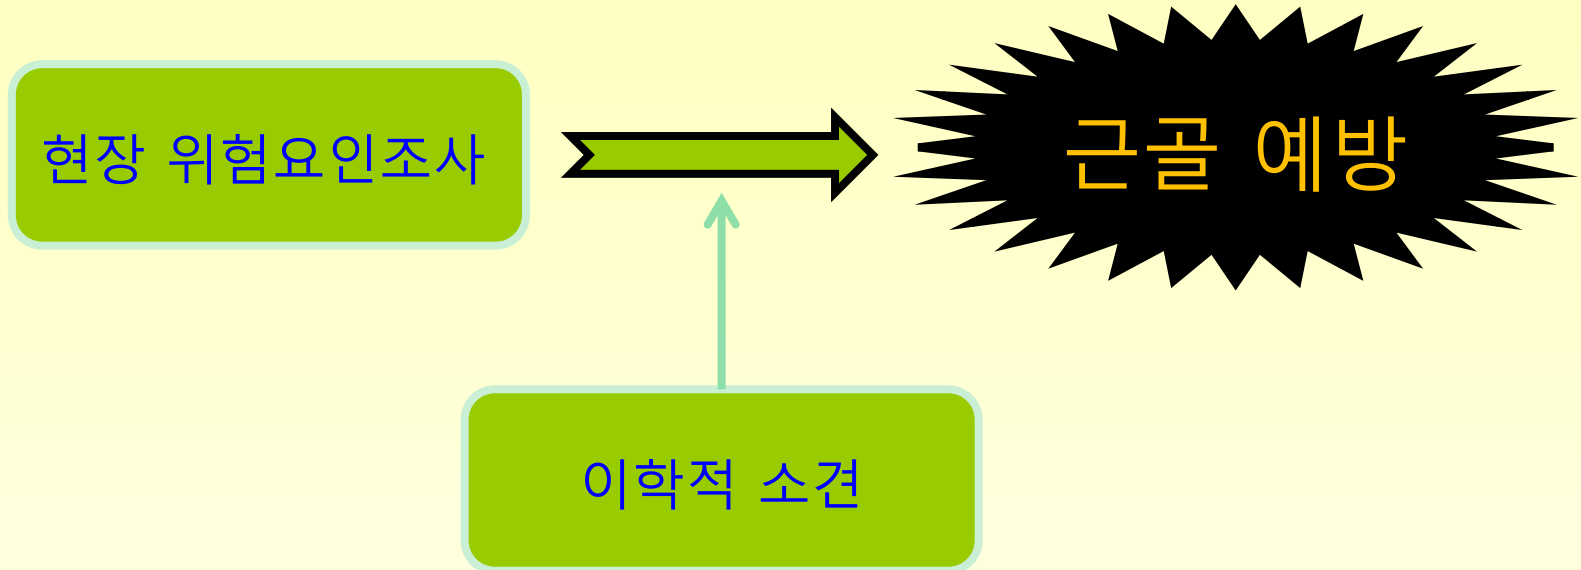 현장 위험요인조사
근골 예방
이학적 소견